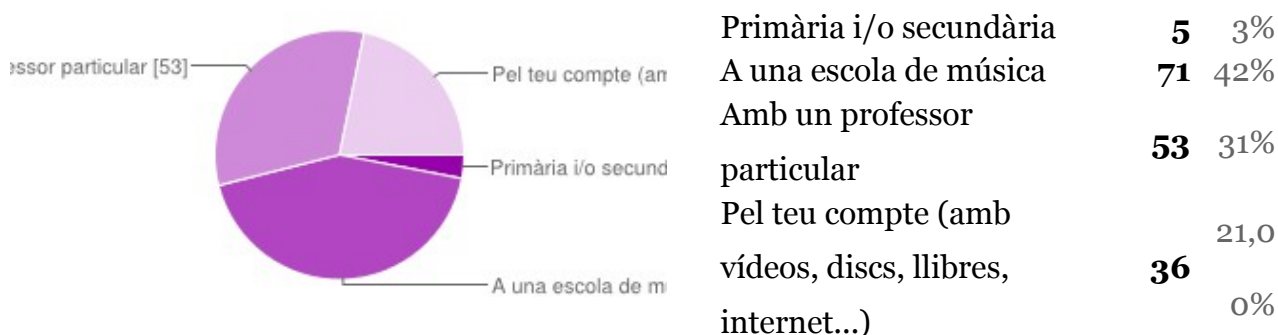 essor particular [53]
Pel teu compte (am
Primària i/o secund
A una escola de m
Primària i/o secundària 5 3%
A una escola de música 71 42%
Amb un professor
particular 53 31%
Pel teu compte (amb
vídeos, discs, llibres, 36 21,0
internet...) 0%